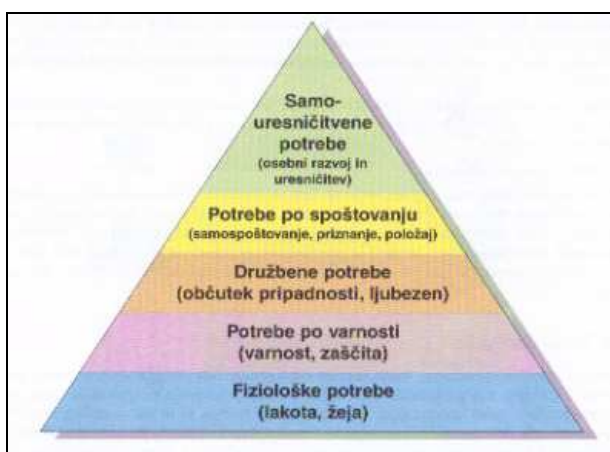 Samo-
uresničitvene
potrebe
(osebni razvoj in
uresničitev)
Potrebe po spoštovanju
(samospoštovanje, priznanje, položaj)
Družbene potrebe
(občutek pripadnosti, ljubezen)
Potrebe po varnosti
(varnost, zaščita)
Fiziološke potrebe
(lakota, žeja)